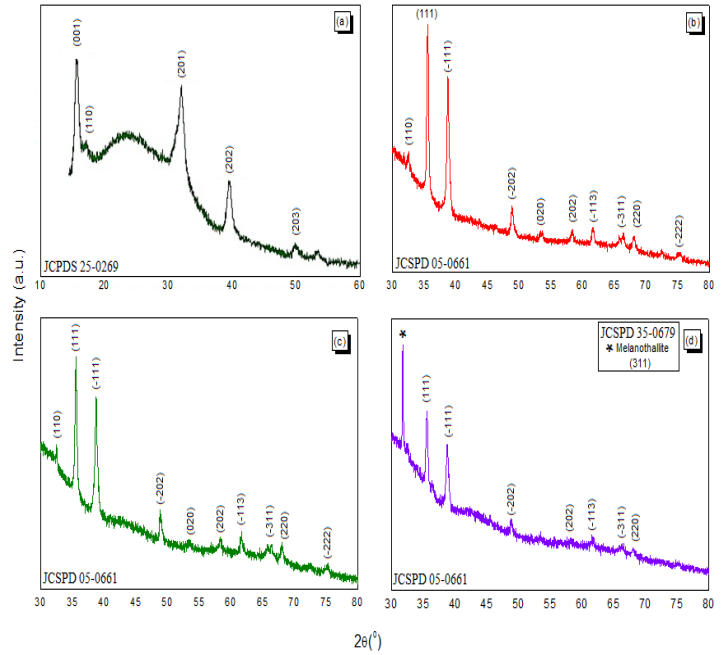 (a)
(001)
(110)
(201)
(202)
(203)
JCPDS 25-0269
10 20 30 40 50 60
(b)
(110)
(111)
(-111)
(-202)
(020)
(202)
(-113)
(-311)
(220)
(-222)
JCSPD 05-0661
30 35 40 45 50 55 60 65 70 75 80
Intensity (a.u.)
(c)
(110)
(111)
(-111)
(-202)
(020)
(202)
(-113)
(-311)
(220)
(-222)
JCSPD 05-0661
30 35 40 45 50 55 60 65 70 75 80
(d)
JCSPD 35-0679
* Melanothallite
(311)
*
(111)
(-111)
(-202)
(202)
(-113)
(-311)
(220)
JCSPD 05-0661
30 35 40 45 50 55 60 65 70 75 80
2θ(⁰)